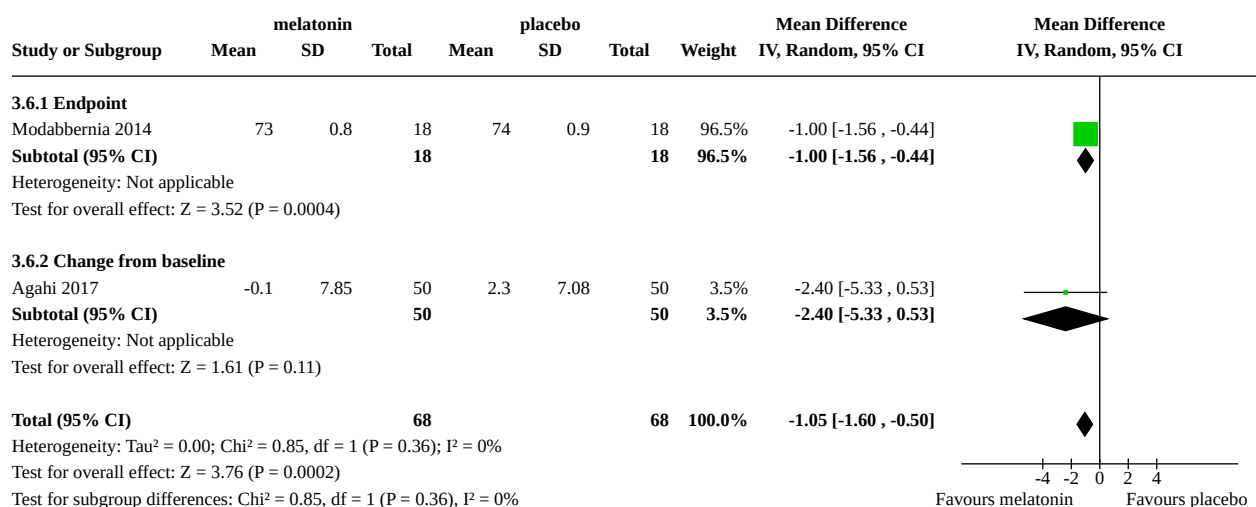 melatonin placebo Mean Difference Mean Difference
Study or Subgroup Mean SD Total Mean SD Total Weight IV, Random, 95% CI IV, Random, 95% CI
3.6.1 Endpoint
Modabbernia 2014 73 0.8 18 74 0.9 18 96.5% -1.00 [-1.56 , -0.44]
Subtotal (95% CI) 18 18 96.5% -1.00 [-1.56 , -0.44]
Heterogeneity: Not applicable
Test for overall effect: Z = 3.52 (P = 0.0004)
3.6.2 Change from baseline
Agahi 2017 -0.1 7.85 50 2.3 7.08 50 3.5% -2.40 [-5.33 , 0.53]
Subtotal (95% CI) 50 50 3.5% -2.40 [-5.33 , 0.53]
Heterogeneity: Not applicable
Test for overall effect: Z = 1.61 (P = 0.11)
Total (95% CI) 68 68 100.0% -1.05 [-1.60 , -0.50]
Heterogeneity: Tau² = 0.00; Chi² = 0.85, df = 1 (P = 0.36); I² = 0%
Test for overall effect: Z = 3.76 (P = 0.0002)
-4 -2 0 2 4
Test for subgroup differences: Chi² = 0.85, df = 1 (P = 0.36), I² = 0% Favours melatonin Favours placebo